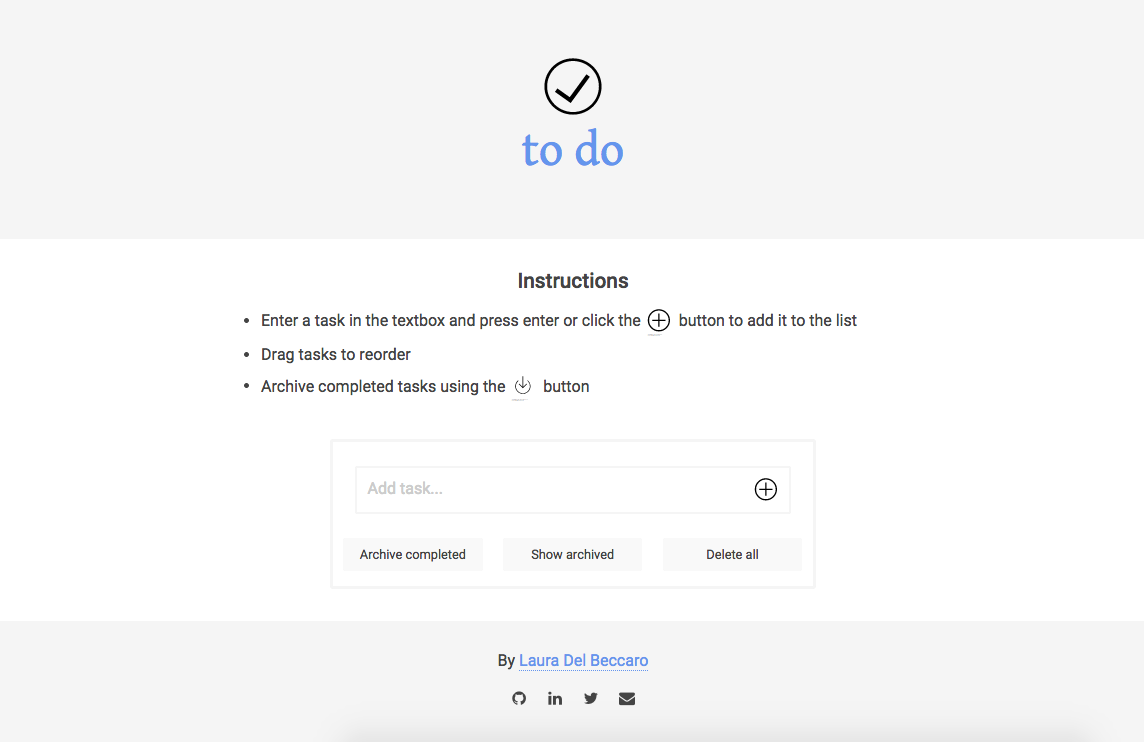 to do
Instructions
Enter a task in the textbox and press enter or click the button to add it to the list
Drag tasks to reorder
Archive completed tasks using the button
Add task...
Archive completed Show archived Delete all
By Laura Del Beccaro
in